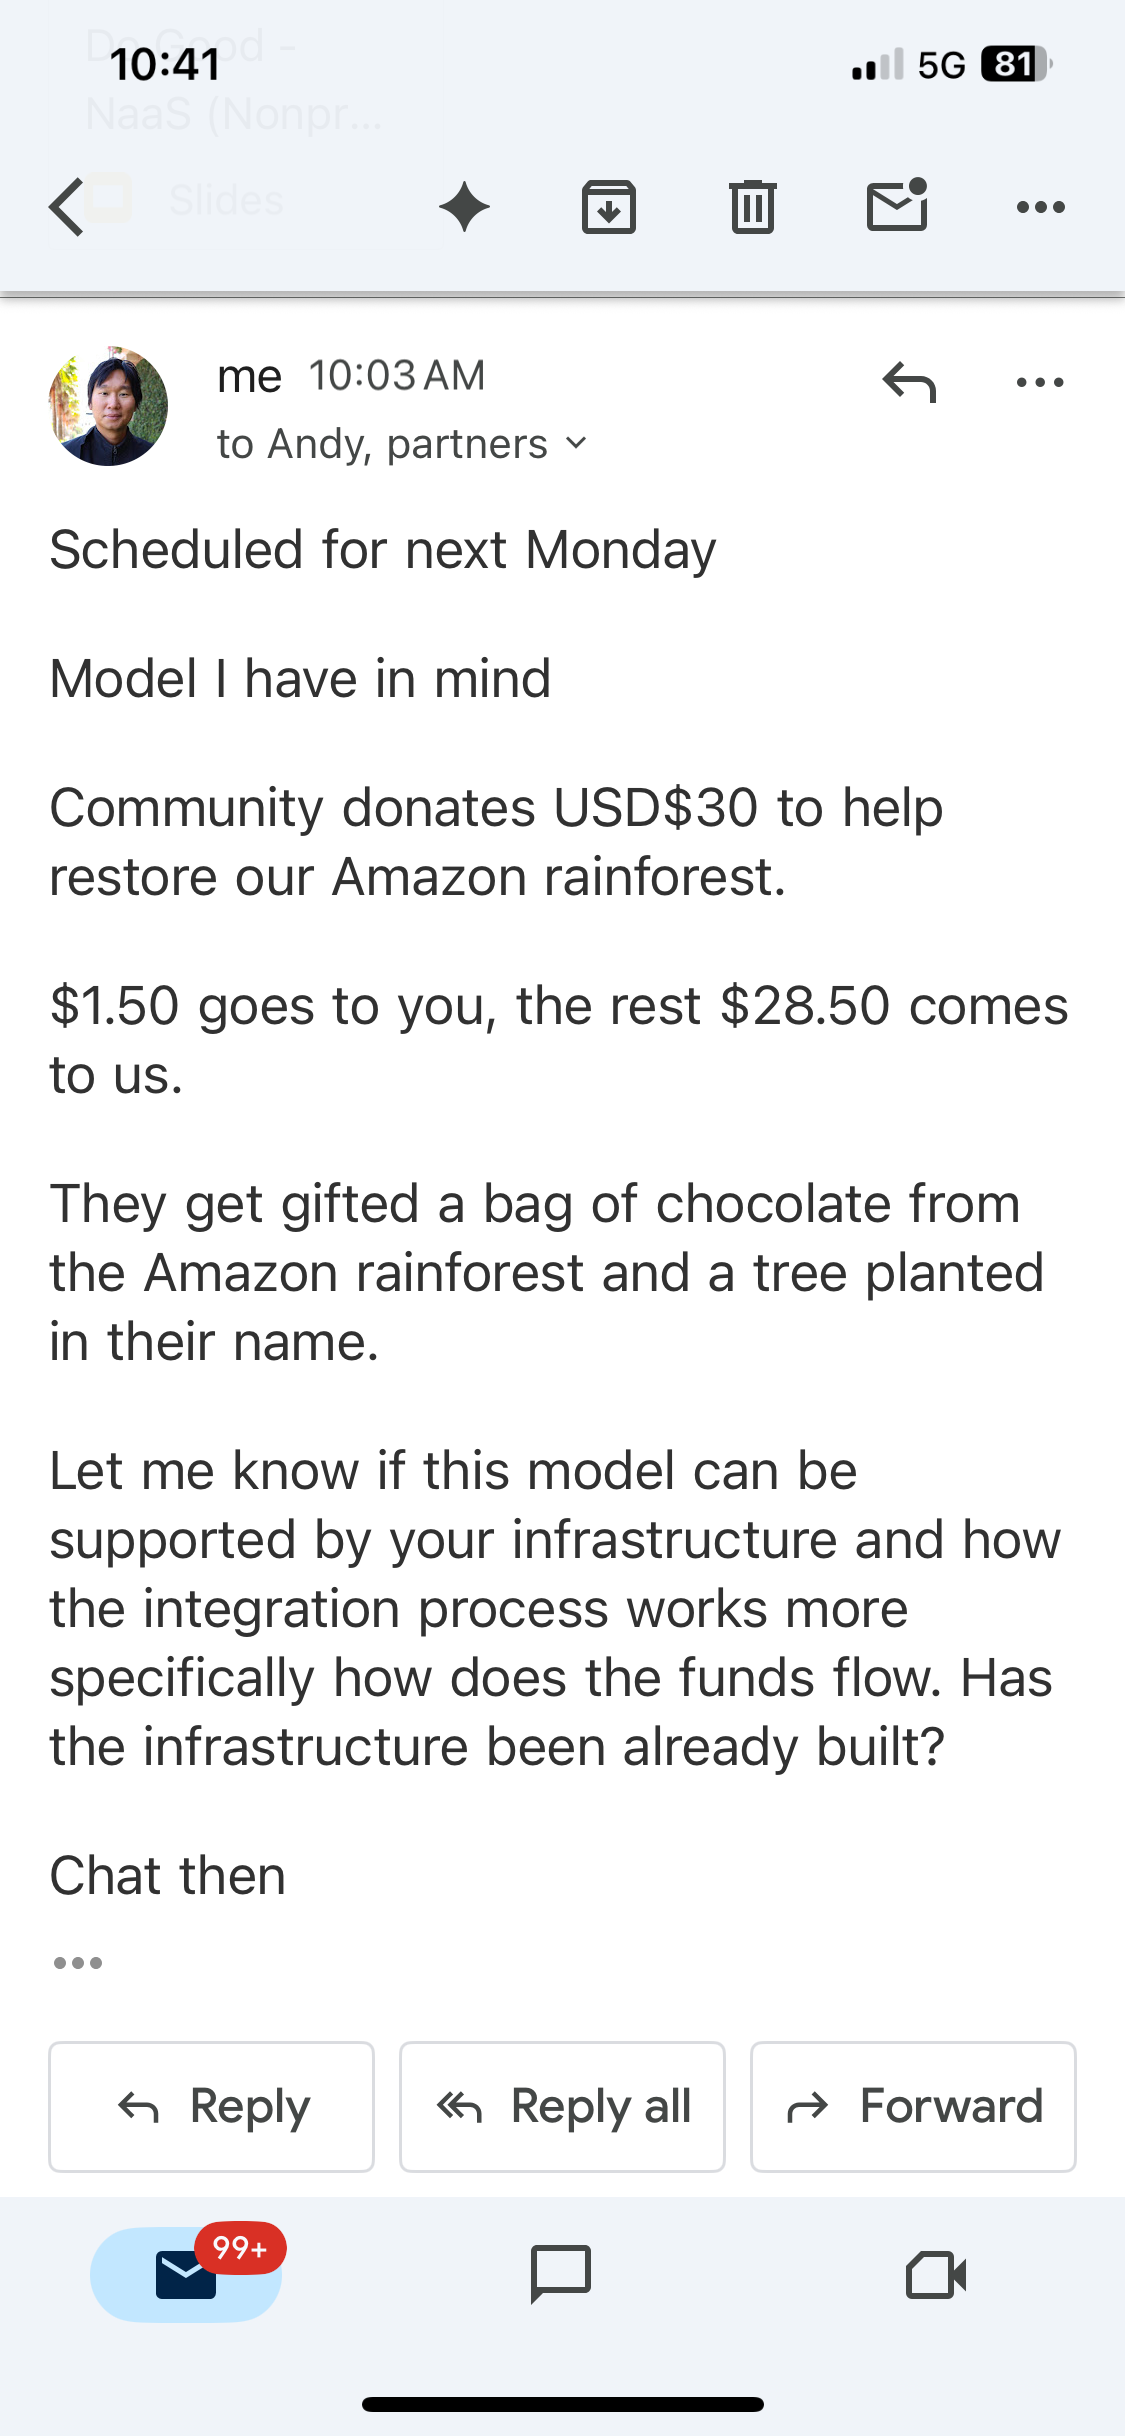 Do Good -
10:41
5G 81
NaaS (Nonpr...
Slides
me 10:03 AM
to Andy, partners
Scheduled for next Monday
Model I have in mind
Community donates USD$30 to help
restore our Amazon rainforest.
$1.50 goes to you, the rest $28.50 comes
to us.
They get gifted a bag of chocolate from
the Amazon rainforest and a tree planted
in their name.
Let me know if this model can be
supported by your infrastructure and how
the integration process works more
specifically how does the funds flow. Has
the infrastructure been already built?
Chat then
Reply
Reply all
Forward
99+